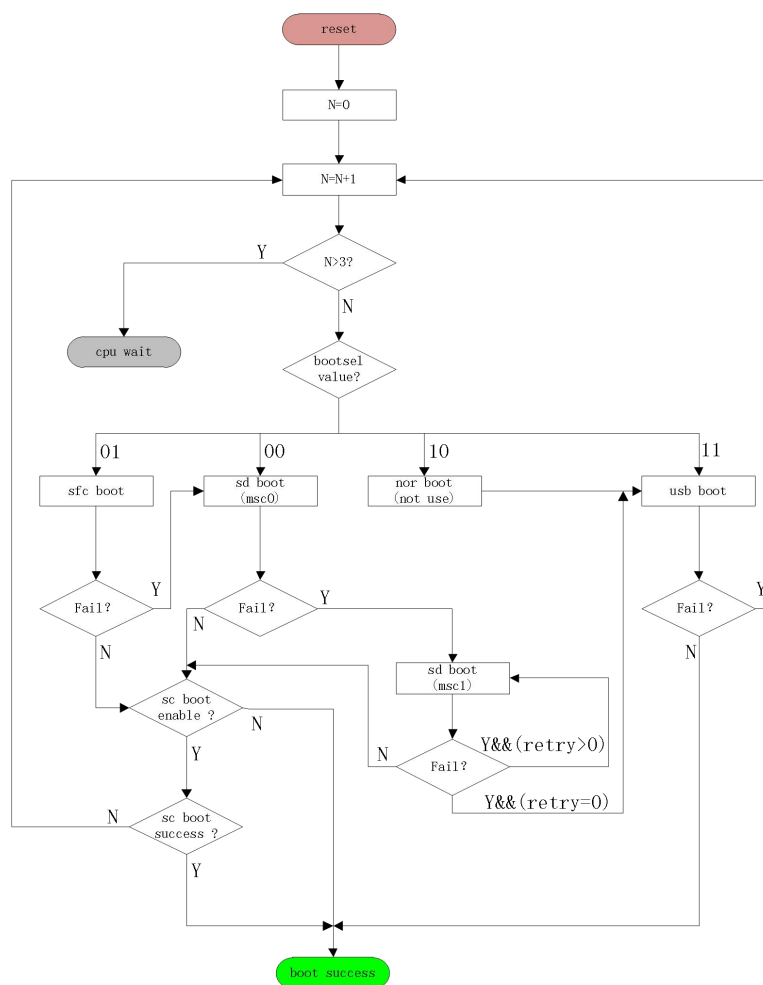 reset
N=0
N=N+1
N>3?
Y
N
cpu wait
bootsel
value?
01
00
10
11
sfc boot
sd boot
(msc0)
nor boot
(not use)
usb boot
Fail?
Y
N
Fail?
Y
N
Fail?
Y
N
sd boot
(msc1)
sc boot
enable ?
N
Y
Fail?
N
Y&&(retry>0)
Y&&(retry=0)
sc boot
success ?
N
Y
boot success